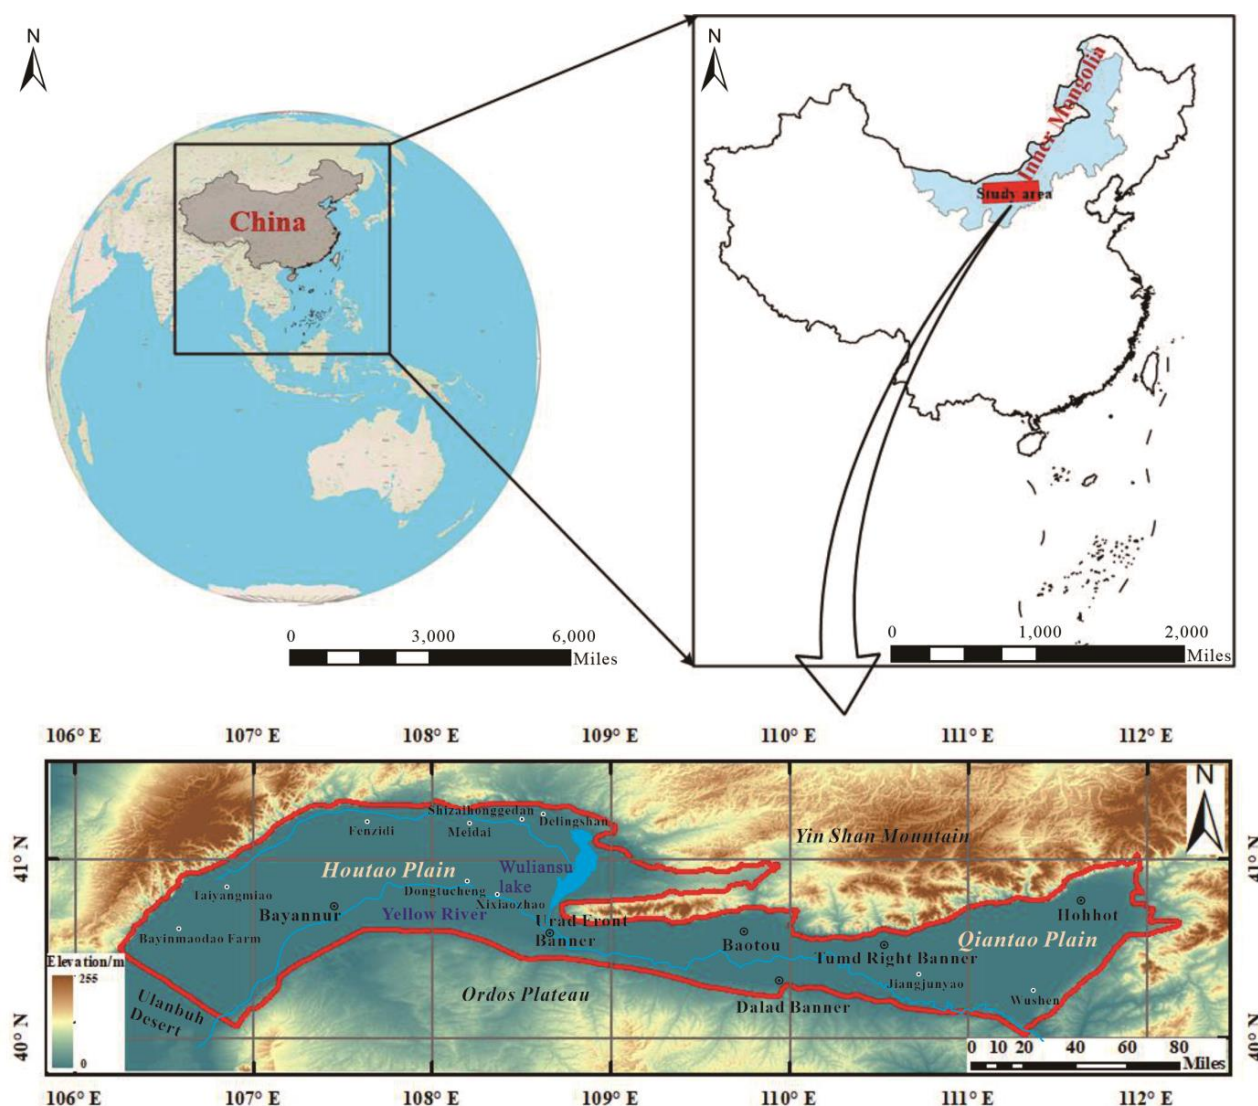 N
N
China
Inner Mongolia
Study area
0
3,000
6,000
Miles
0
1,000
2,000
Miles
106° E
107° E
108° E
109° E
110° E
111° E
112° E
41° N
40° N
41° N
40° N
N
Shizaihonggedan
Delingshan
Fenzidi
Meidai
Yin Shan Mountain
Houtao Plain
Wuliansu
lake
Taiyangmiao
Dongtucheng
Xixiaozhao
Bayannur
Yellow River
Urad Front
Banner
Bayinmaodao Farm
Hohhot
Baotou
Qiantao Plain
Tumd Right Banner
Jiangjunyao
Wushen
Dalad Banner
Ordos Plateau
Ulanbuh
Desert
Elevation/m
255
0
0 10 20 40 60 80
Miles
106° E
107° E
108° E
109° E
110° E
111° E
112° E